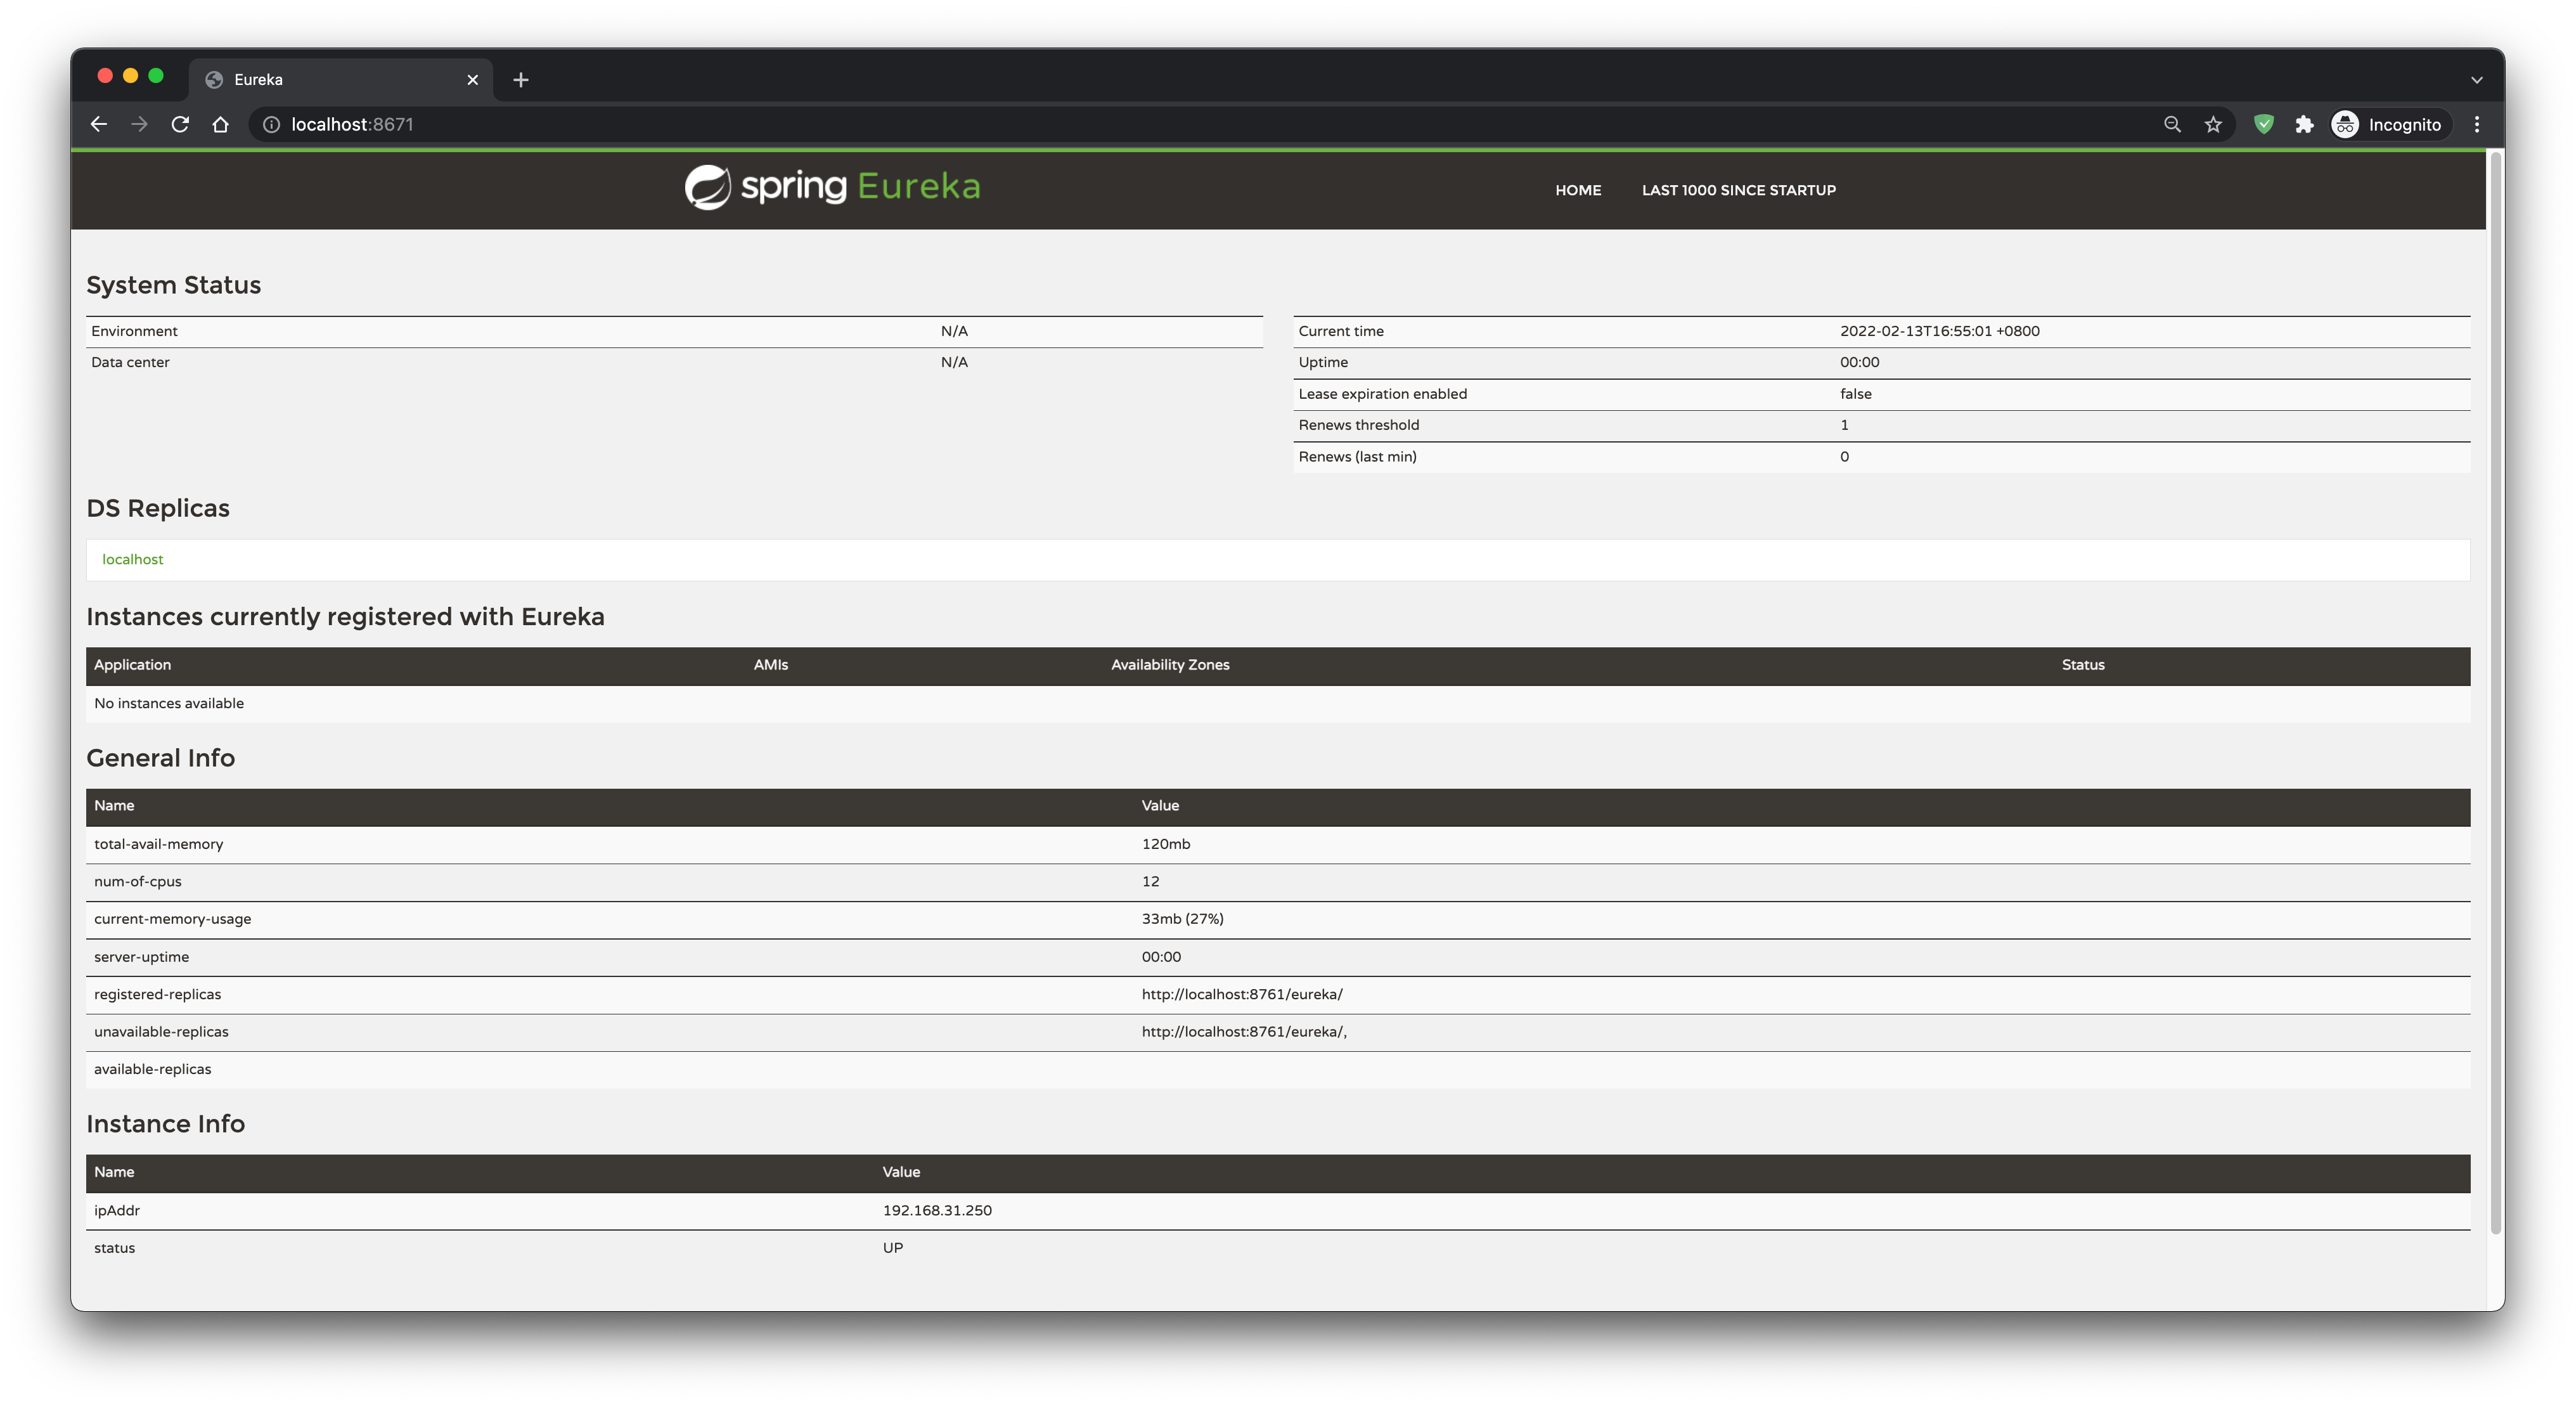 Eureka
localhost:8671
Incognito
spring Eureka
HOME LAST 1000 SINCE STARTUP
System Status
Environment N/A
Data center N/A
Current time 2022-02-13T16:55:01 +0800
Uptime 00:00
Lease expiration enabled false
Renews threshold 1
Renews (last min) 0
DS Replicas
localhost
Instances currently registered with Eureka
Application AMIs Availability Zones Status
No instances available
General Info
Name Value
total-avail-memory 120mb
num-of-cpus 12
current-memory-usage 33mb (27%)
server-uptime 00:00
registered-replicas http://localhost:8761/eureka/
unavailable-replicas http://localhost:8761/eureka/,
available-replicas
Instance Info
Name Value
ipAddr 192.168.31.250
status UP